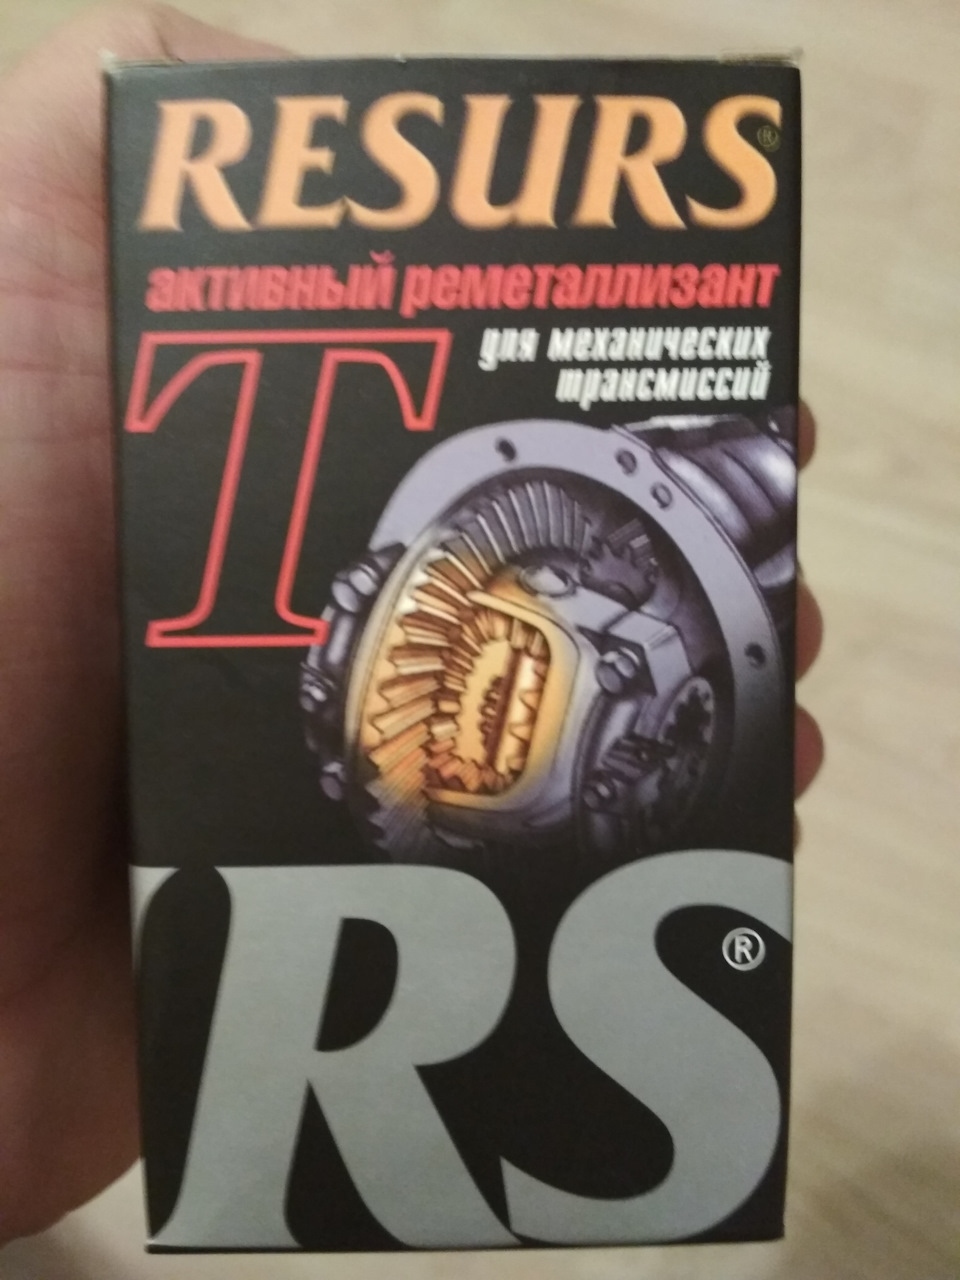 RESURS®
активный реметаллизант
T
для механических
трансмиссий
RS®